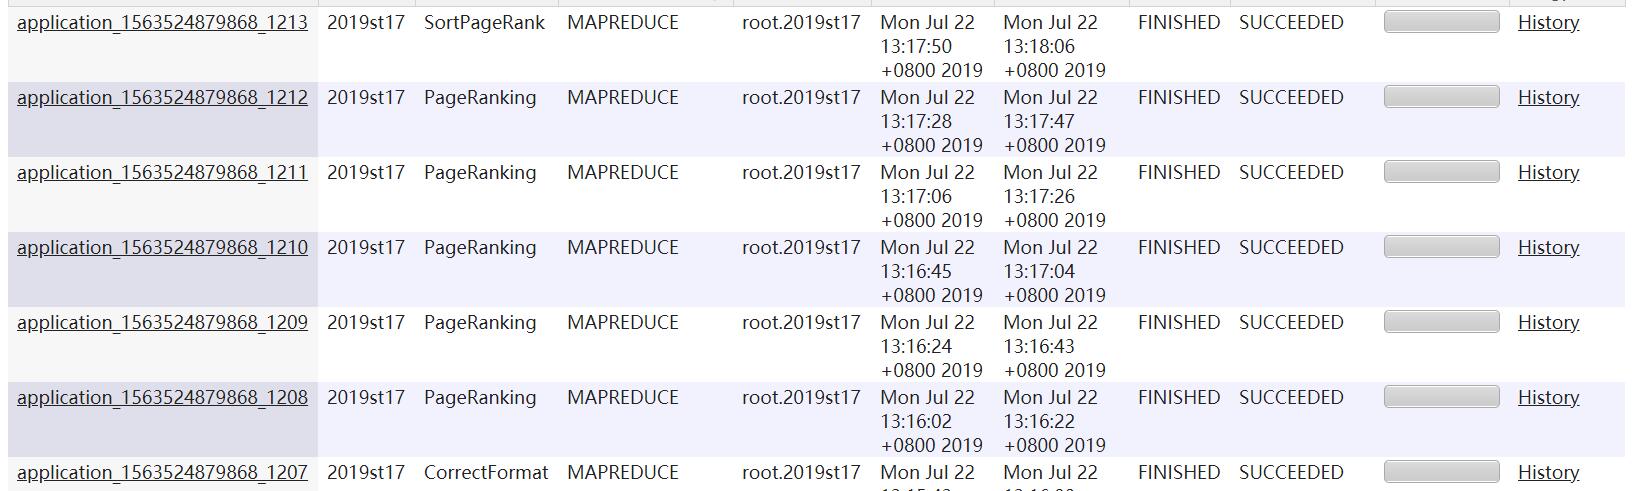 application_1563524879868_1213 2019st17 SortPageRank MAPREDUCE root.2019st17 Mon Jul 22 Mon Jul 22 FINISHED SUCCEEDED History
13:17:50 13:18:06
+0800 2019 +0800 2019
application_1563524879868_1212 2019st17 PageRanking MAPREDUCE root.2019st17 Mon Jul 22 Mon Jul 22 FINISHED SUCCEEDED History
13:17:28 13:17:47
+0800 2019 +0800 2019
application_1563524879868_1211 2019st17 PageRanking MAPREDUCE root.2019st17 Mon Jul 22 Mon Jul 22 FINISHED SUCCEEDED History
13:17:06 13:17:26
+0800 2019 +0800 2019
application_1563524879868_1210 2019st17 PageRanking MAPREDUCE root.2019st17 Mon Jul 22 Mon Jul 22 FINISHED SUCCEEDED History
13:16:45 13:17:04
+0800 2019 +0800 2019
application_1563524879868_1209 2019st17 PageRanking MAPREDUCE root.2019st17 Mon Jul 22 Mon Jul 22 FINISHED SUCCEEDED History
13:16:24 13:16:43
+0800 2019 +0800 2019
application_1563524879868_1208 2019st17 PageRanking MAPREDUCE root.2019st17 Mon Jul 22 Mon Jul 22 FINISHED SUCCEEDED History
13:16:02 13:16:22
+0800 2019 +0800 2019
application_1563524879868_1207 2019st17 CorrectFormat MAPREDUCE root.2019st17 Mon Jul 22 Mon Jul 22 FINISHED SUCCEEDED History